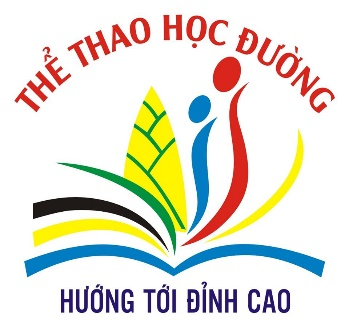 THỂ THAO HỌC ĐƯỜNG
HƯỚNG TỚI ĐỈNH CAO